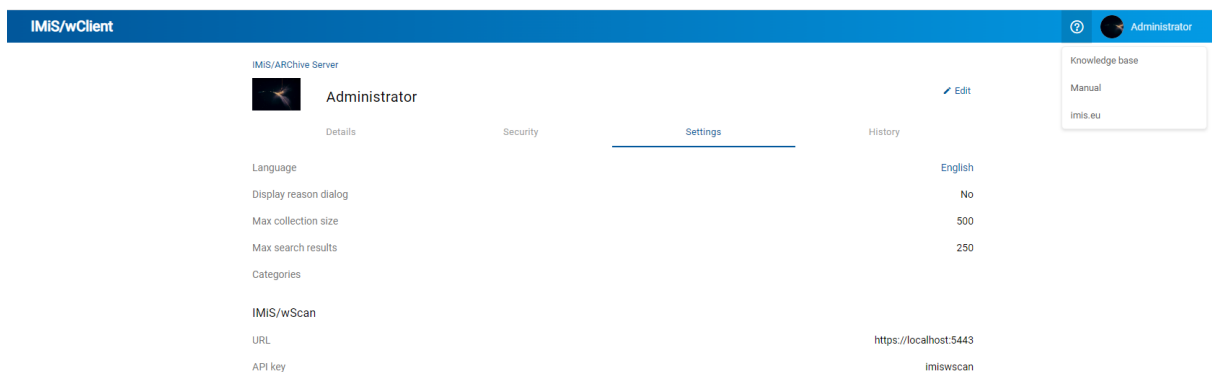 IMiS/wClient
Administrator
Knowledge base
Manual
imis.eu
IMiS/ARChive Server
Administrator
Edit
Details Security Settings History
Language English
Display reason dialog No
Max collection size 500
Max search results 250
Categories
IMiS/wScan
URL https://localhost:5443
API key imiswscan